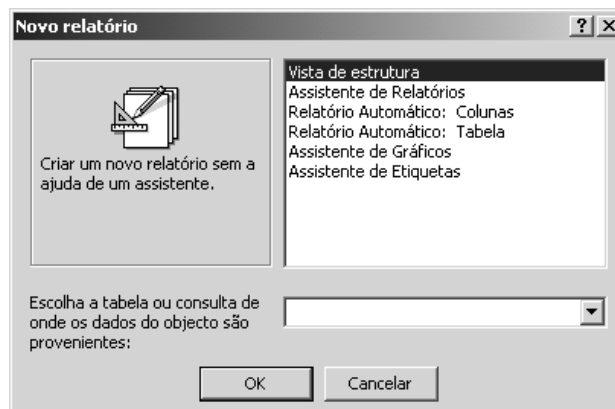 Novo relatório
Vista de estrutura
Assistente de Relatórios
Relatório Automático: Colunas
Relatório Automático: Tabela
Assistente de Gráficos
Assistente de Etiquetas
Criar um novo relatório sem a
ajuda de um assistente.
Escolha a tabela ou consulta de
onde os dados do objecto são
provenientes:
OK
Cancelar